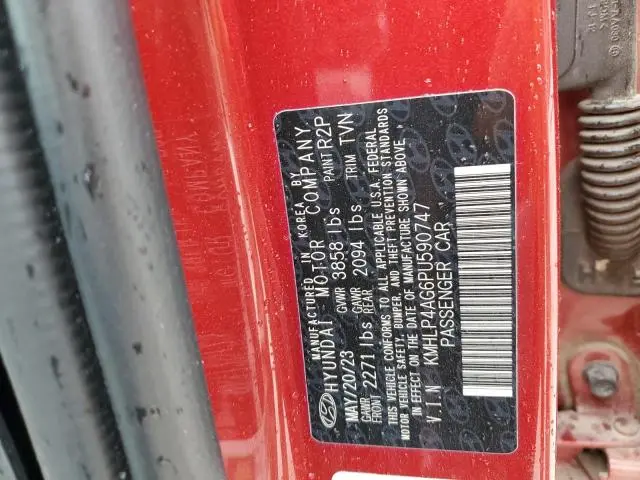 MANUFACTURED IN KOREA BY
HYUNDAI MOTOR COMPANY
MAY/20/23 GVWR 3858 lbs PAINT R2P
GAWR FRONT 2271 lbs GAWR REAR 2094 lbs TRIM TVN
THIS VEHICLE CONFORMS TO ALL APPLICABLE U.S.A. FEDERAL
MOTOR VEHICLE SAFETY, BUMPER, AND THEFT PREVENTION STANDARDS
IN EFFECT ON THE DATE OF MANUFACTURE SHOWN ABOVE.
V.I.N KMHLP4AG6PU590747
PASSENGER CAR